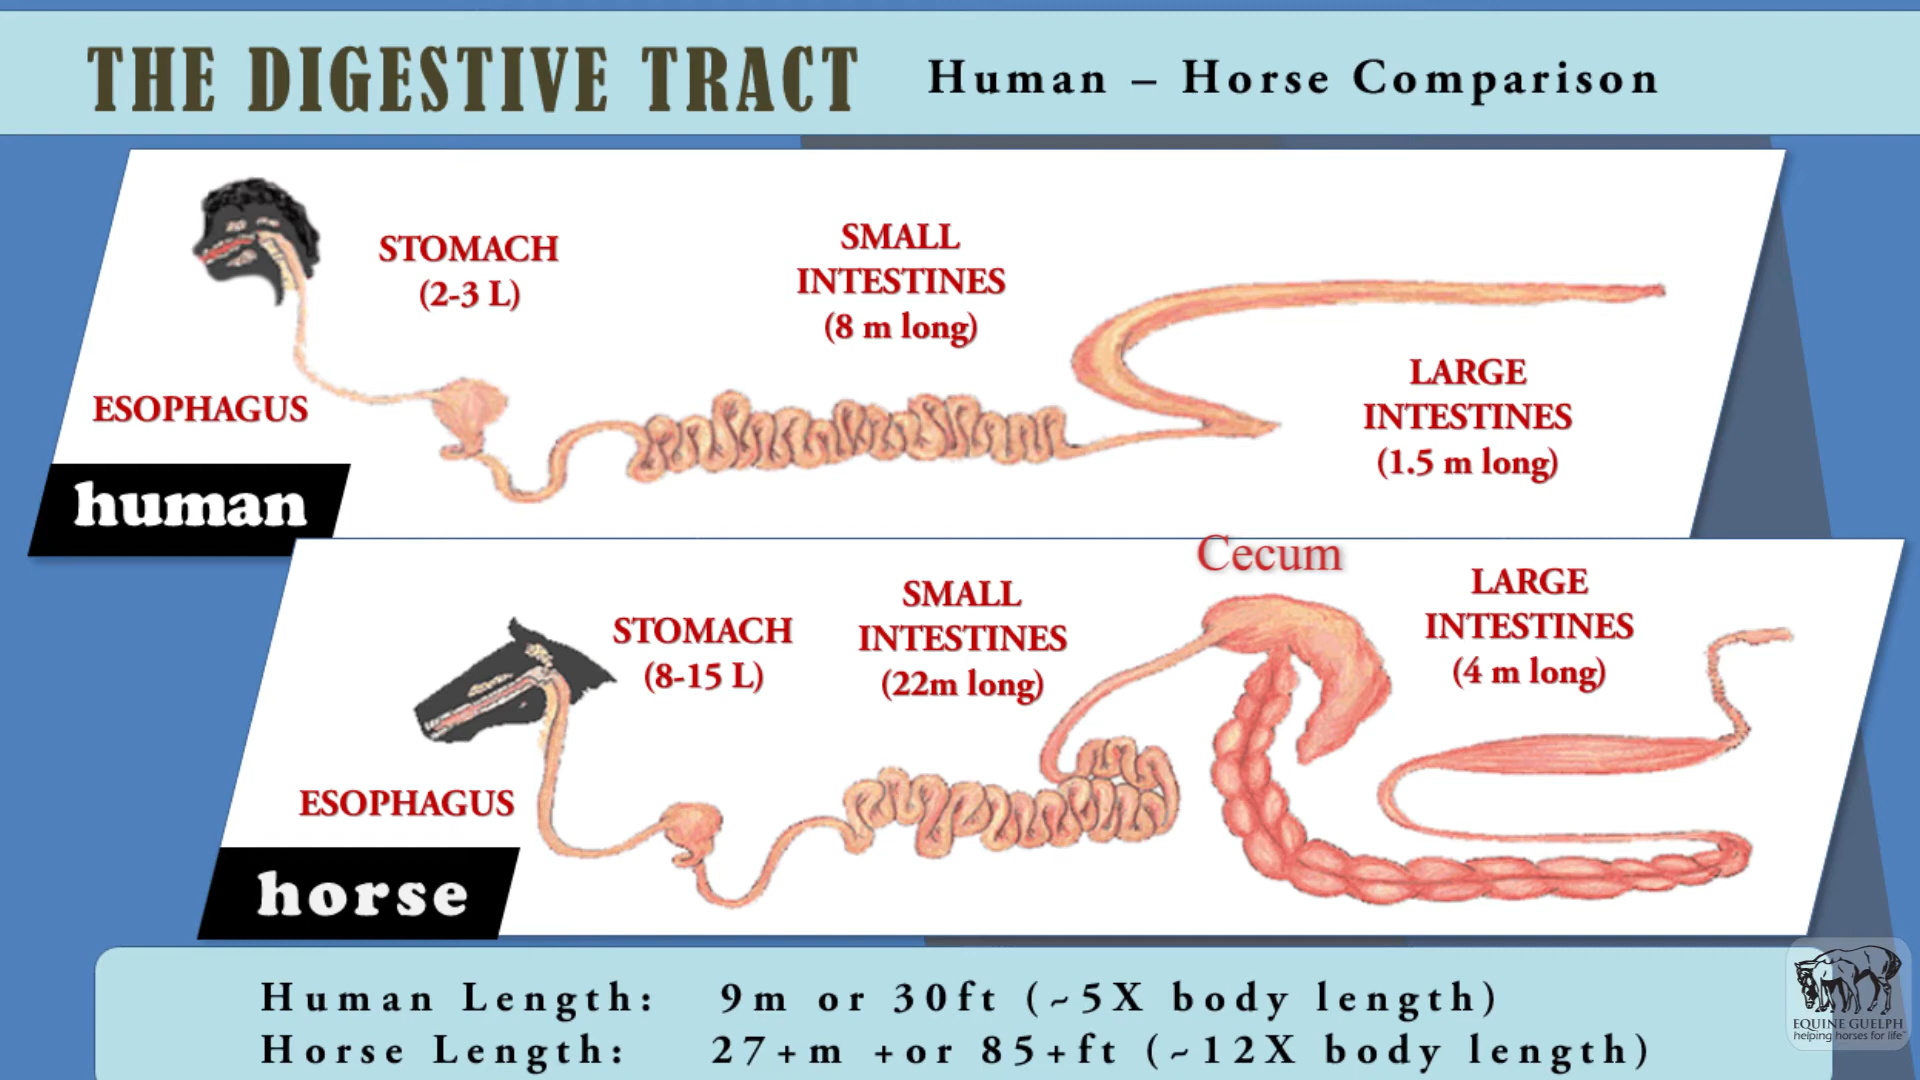 THE DIGESTIVE TRACT Human – Horse Comparison
STOMACH
(2-3 L)
SMALL
INTESTINES
(8 m long)
LARGE
INTESTINES
(1.5 m long)
ESOPHAGUS
human
Cecum
STOMACH
(8-15 L)
SMALL
INTESTINES
(22m long)
LARGE
INTESTINES
(4 m long)
ESOPHAGUS
horse
Human Length: 9m or 30ft (~5X body length)
Horse Length: 27+m +or 85+ft (~12X body length)
EQUINE GUELPH
helping horses for life™